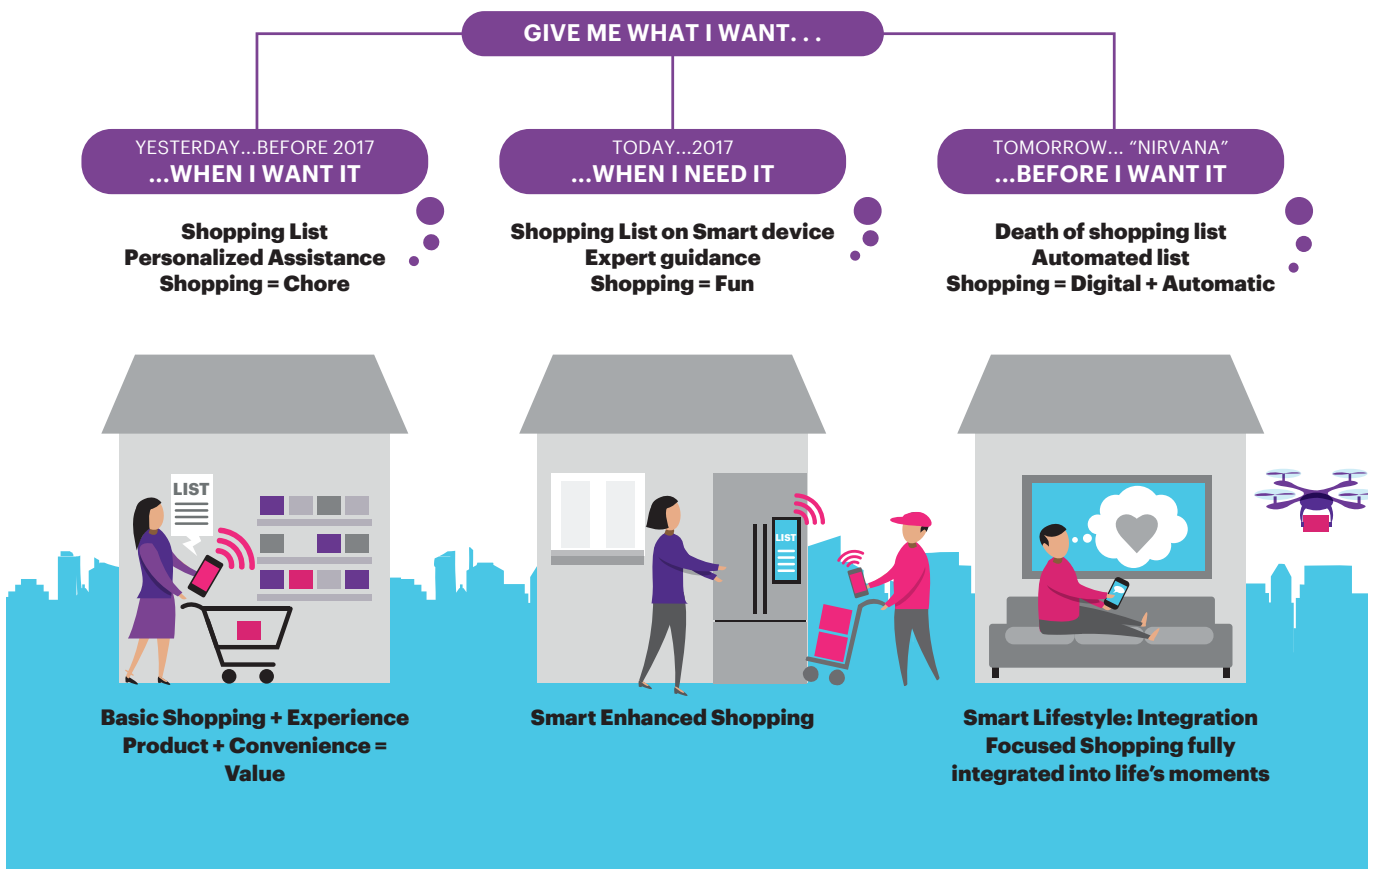 GIVE ME WHAT I WANT. . .
YESTERDAY...BEFORE 2017
...WHEN I WANT IT
Shopping List
Personalized Assistance
Shopping = Chore
TODAY...2017
...WHEN I NEED IT
Shopping List on Smart device
Expert guidance
Shopping = Fun
TOMORROW... “NIRVANA”
...BEFORE I WANT IT
Death of shopping list
Automated list
Shopping = Digital + Automatic
LIST
LIST
Basic Shopping + Experience
Product + Convenience =
Value
Smart Enhanced Shopping
Smart Lifestyle: Integration
Focused Shopping fully
integrated into life’s moments